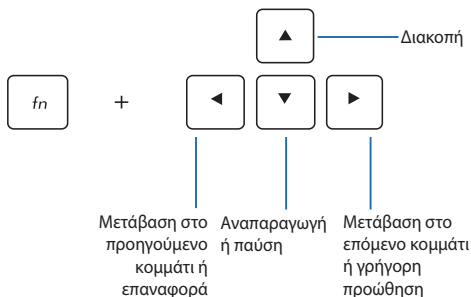 Διακοπή
fn +
Μετάβαση στο
προηγούμενο
κομμάτι ή
επαναφορά
Αναπαραγωγή
ή παύση
Μετάβαση στο
επόμενο κομμάτι
ή γρήγορη
προώθηση